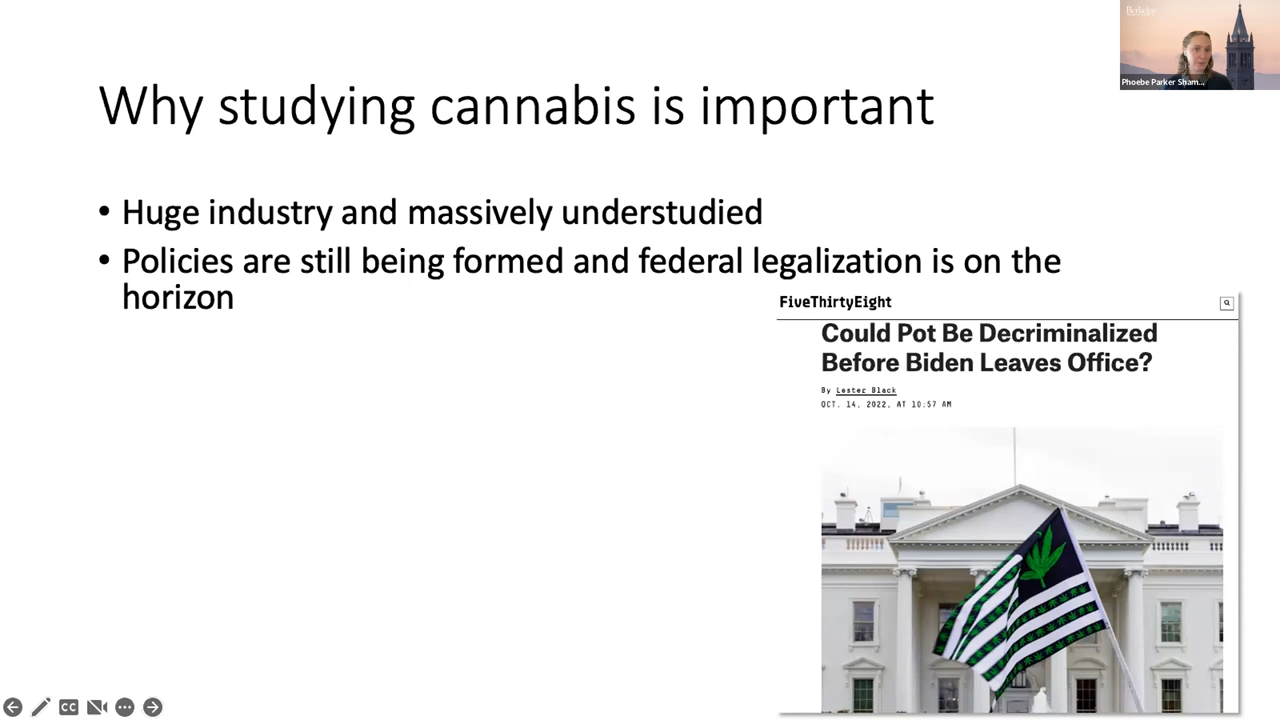 Berkeley
Phoebe Parker Sham...
Why studying cannabis is important
• Huge industry and massively understudied
• Policies are still being formed and federal legalization is on the
horizon
FiveThirtyEight
Could Pot Be Decriminalized
Before Biden Leaves Office?
By Lester Black
OCT. 14, 2022, AT 10:57 AM
CC